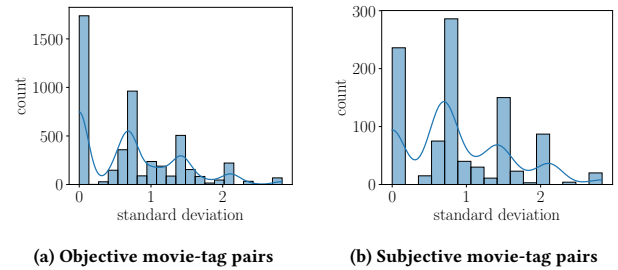 1500
1000
500
0
count
0
1
2
standard deviation
(a) Objective movie-tag pairs
300
200
100
0
count
0
1
2
standard deviation
(b) Subjective movie-tag pairs